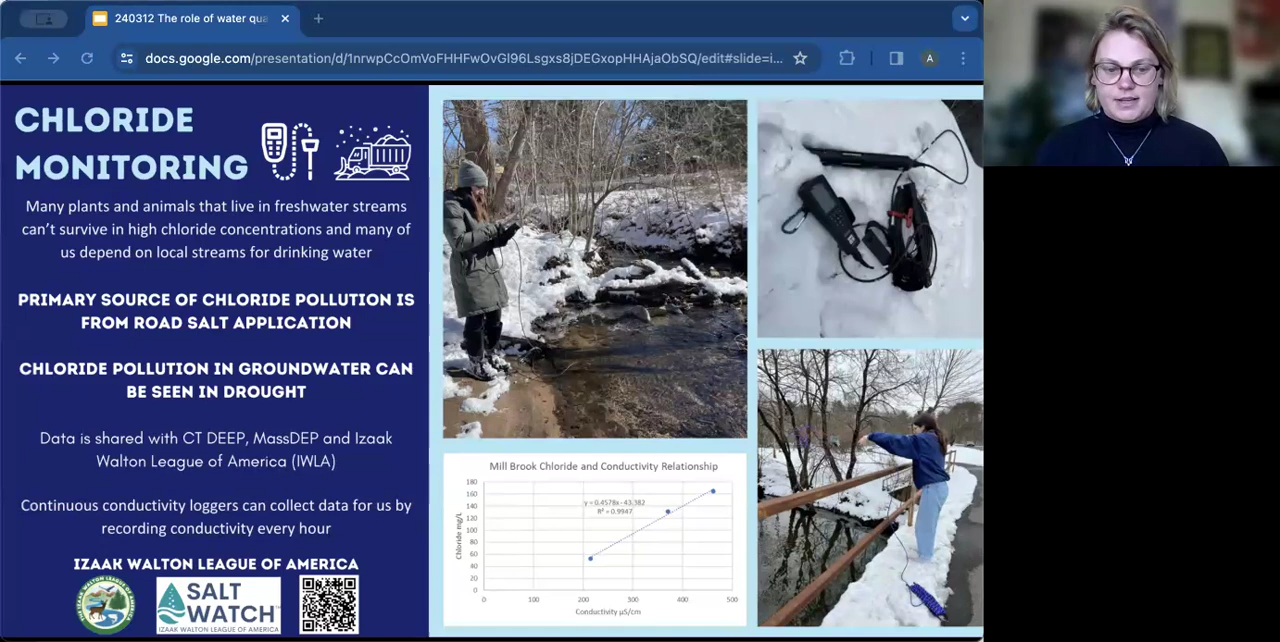 240312 The role of water qua
docs.google.com/presentation/d/1nrwpCcOmVoFHHFwOvGl96Lsgxs8jDEGxopHHAjaObSQ/edit#slide=i...
A
CHLORIDE
MONITORING
Many plants and animals that live in freshwater streams
can't survive in high chloride concentrations and many of
us depend on local streams for drinking water
PRIMARY SOURCE OF CHLORIDE POLLUTION IS
FROM ROAD SALT APPLICATION
CHLORIDE POLLUTION IN GROUNDWATER CAN
BE SEEN IN DROUGHT
Data is shared with CT DEEP, MassDEP and Izaak
Walton League of America (IWLA)
Continuous conductivity loggers can collect data for us by
recording conductivity every hour
IZAAK WALTON LEAGUE OF AMERICA
SALT
WATCH
IZAAK WALTON LEAGUE OF AMERICA
Mill Brook Chloride and Conductivity Relationship
180
160
140
120
100
80
60
40
20
0
Chloride mg/L
y = 0.4578x - 43.382
R² = 0.9947
0 100 200 300 400 500
Conductivity µS/cm